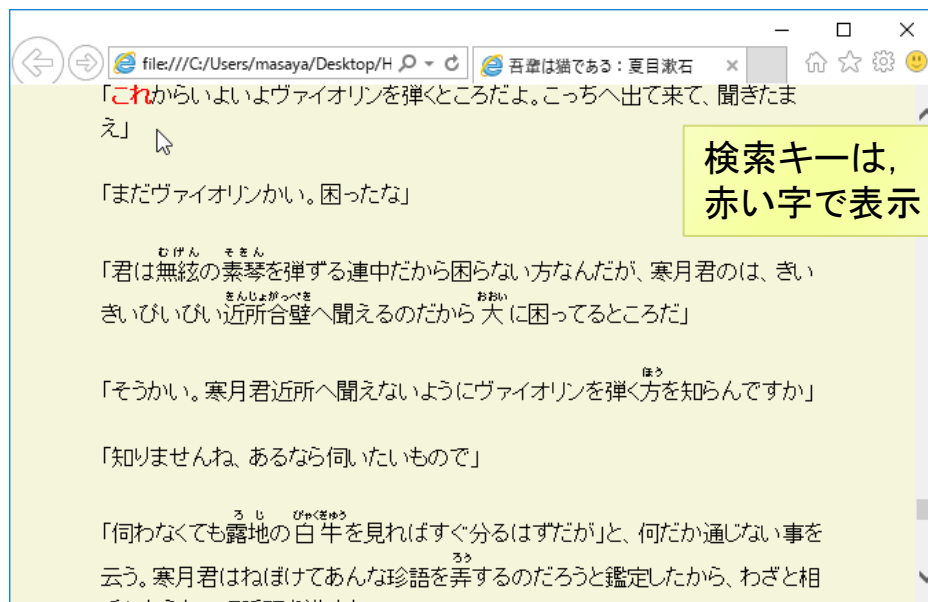 file:///C:/Users/masaya/Desktop/H
吾輩は猫である：夏目漱石
「これからいよいよヴァイオリンを弾くところだよ。こっちへ出て来て、聞きたま
え」
検索キーは,
赤い字で表示
「まだヴァイオリンかい。困ったな」
むげん そきん
「君は無絃の素琴を弾ずる連中だから困らない方なんだが、寒月君のは、きい
きんじょがっぺき おおい
きいぴいぴい近所合壁へ聞えるのだから大に困ってるところだ」
ほう
「そうかい。寒月君近所へ聞えないようにヴァイオリンを弾く方を知らんですか」
「知りませんね、あるなら伺いたいもので」
ろじ びゃくぎゅう
「伺わなくても露地の白牛を見ればすぐ分るはずだが」と、何だか通じない事を
ろう
云う。寒月君はねぼけてあんな珍語を弄するのだろうと鑑定したから、わざと相